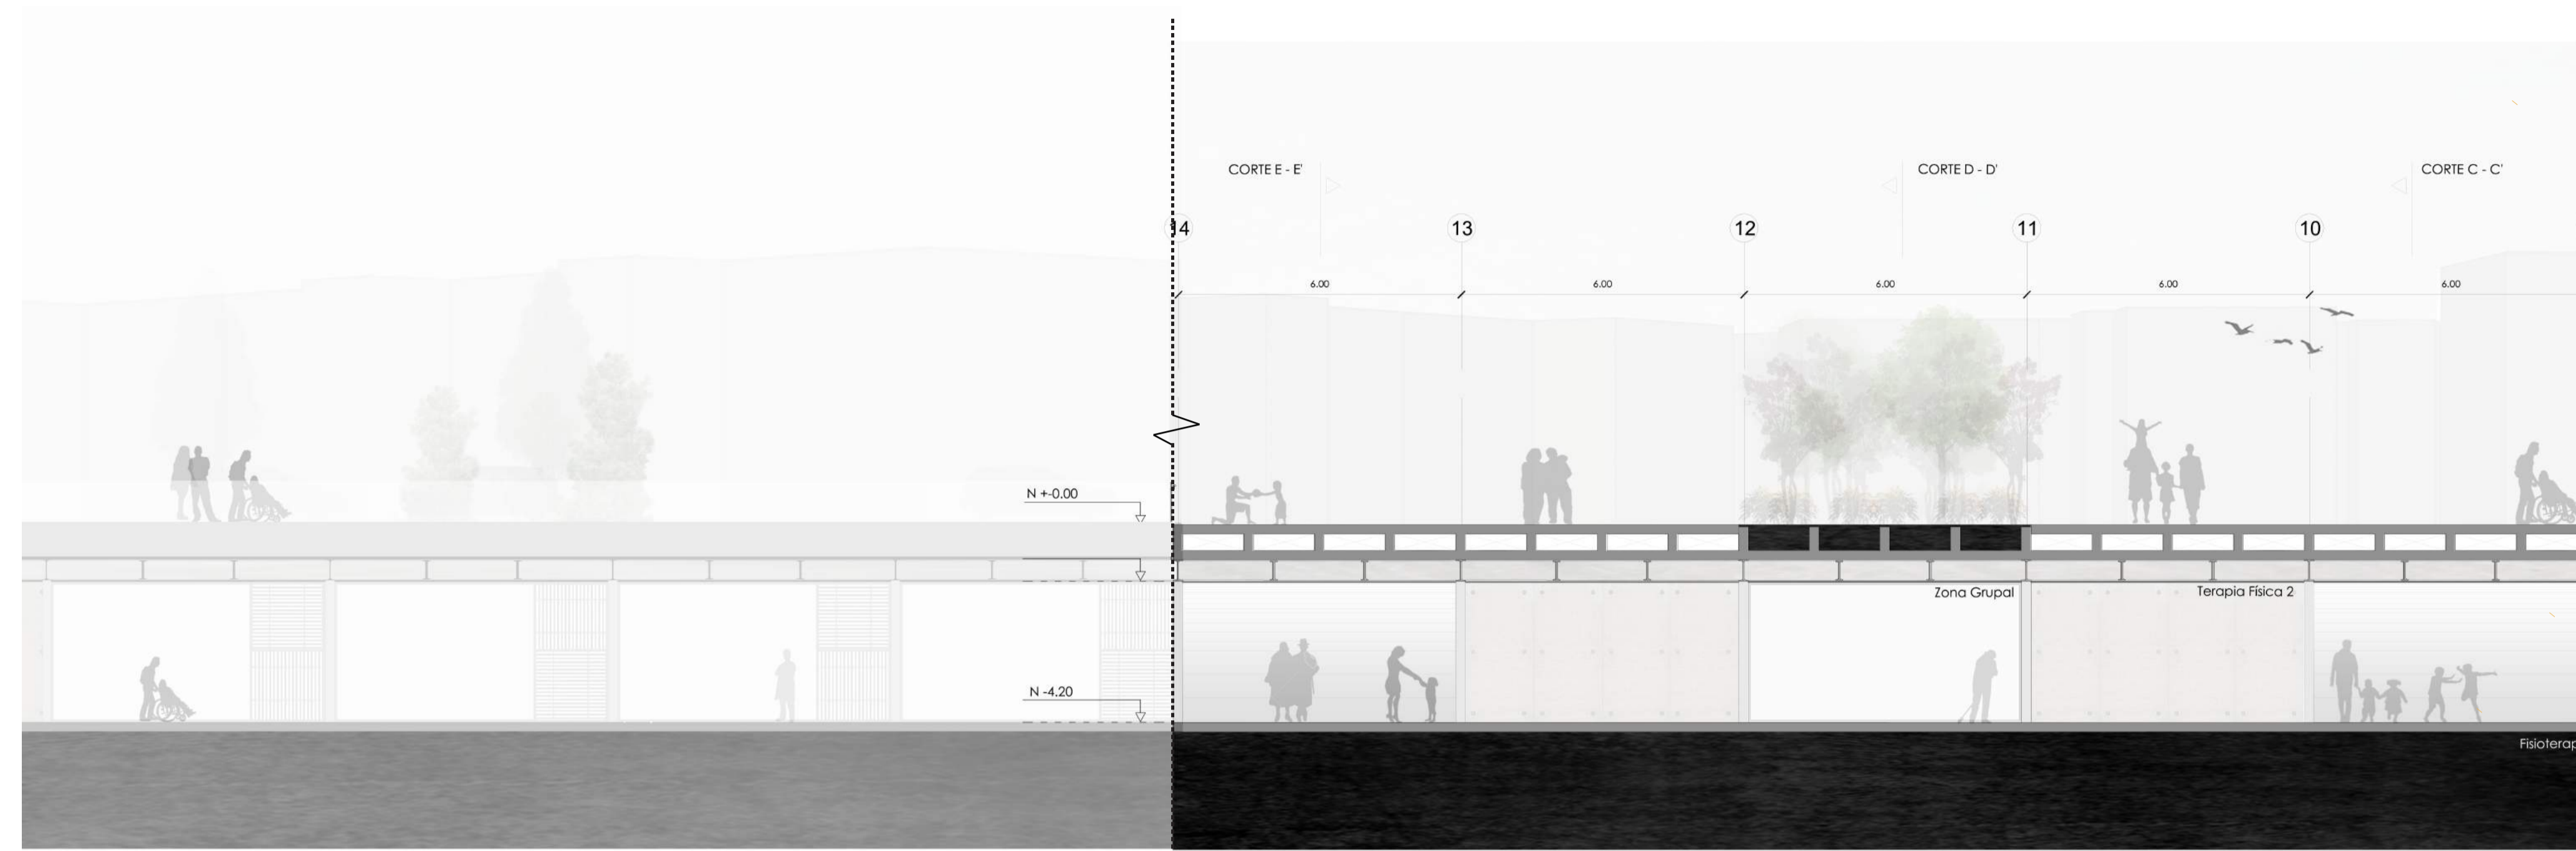 CORTE E - E'
CORTE D - D'
CORTE C - C'
14
13
12
11
10
6.00
6.00
6.00
6.00
6.00
N +-0.00
Zona Grupal
Terapia Física 2
N -4.20
Fisioterap